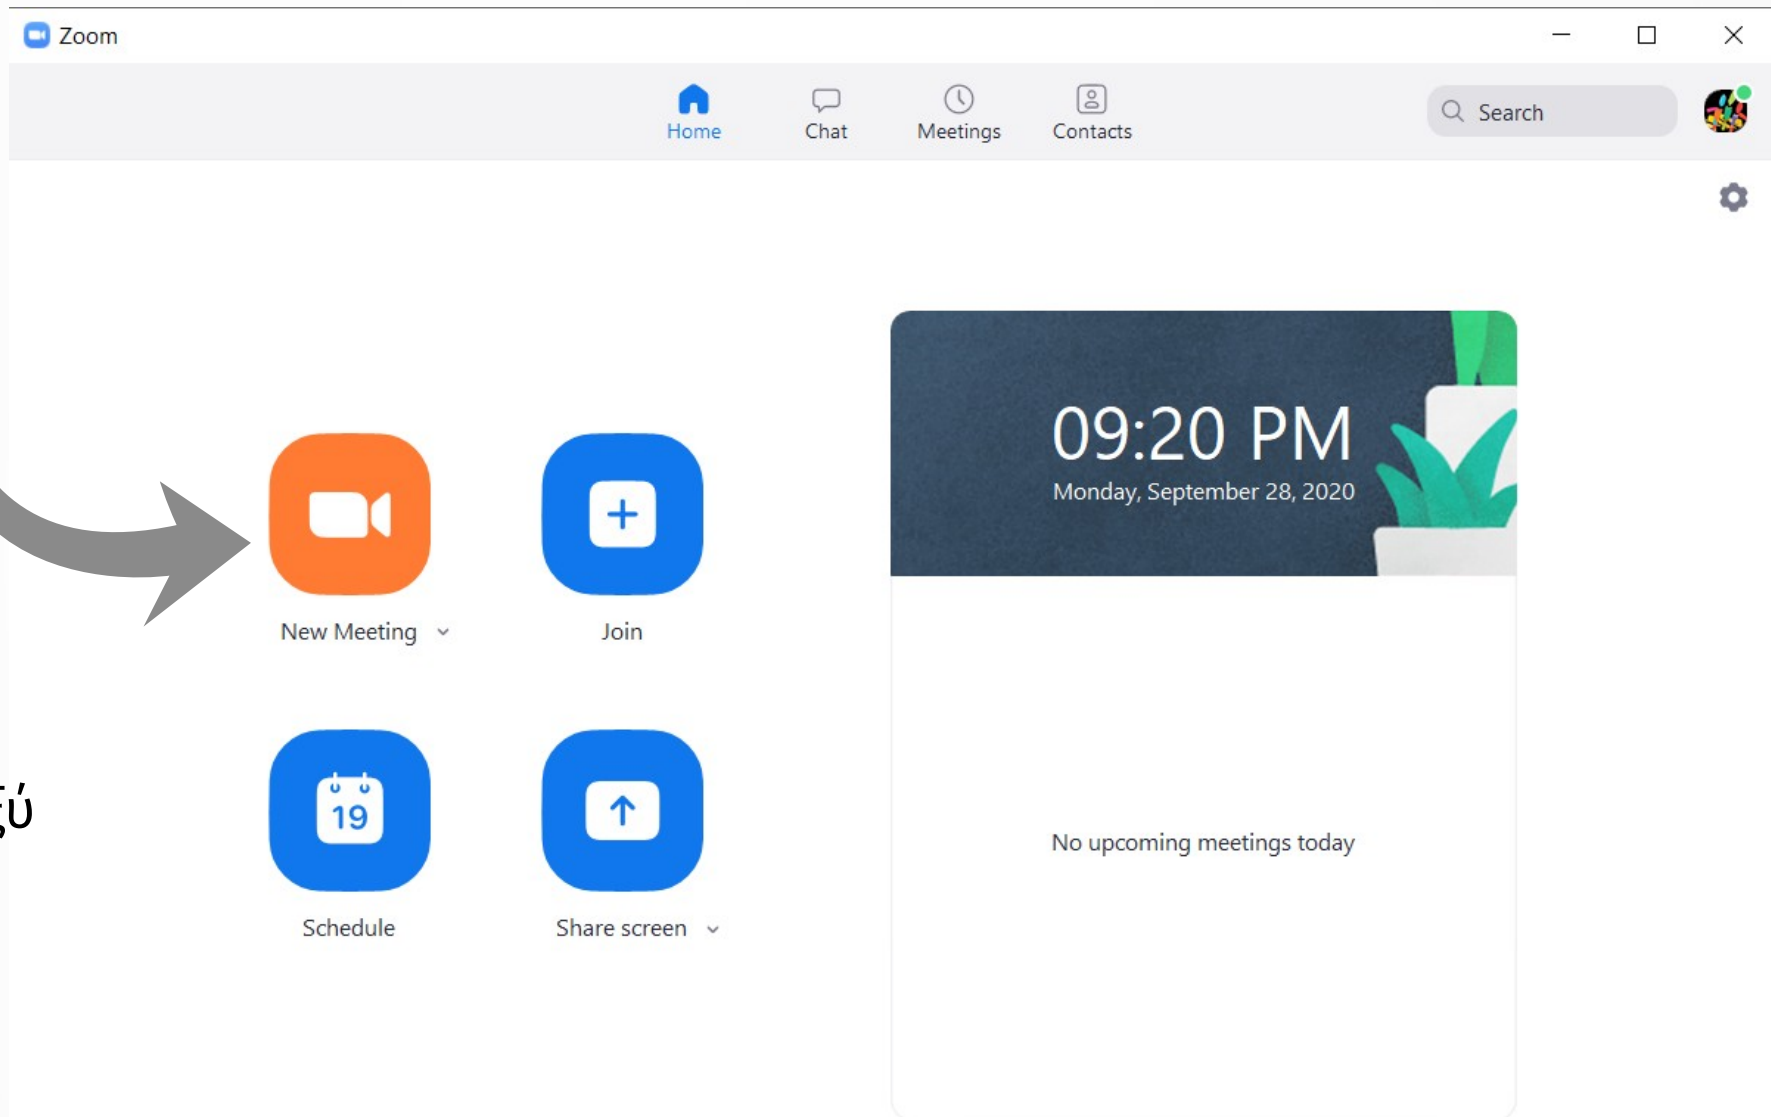 Zoom
Home Chat Meetings Contacts Search
09:20 PM
Monday, September 28, 2020
New Meeting Join
19
Schedule Share screen
No upcoming meetings today